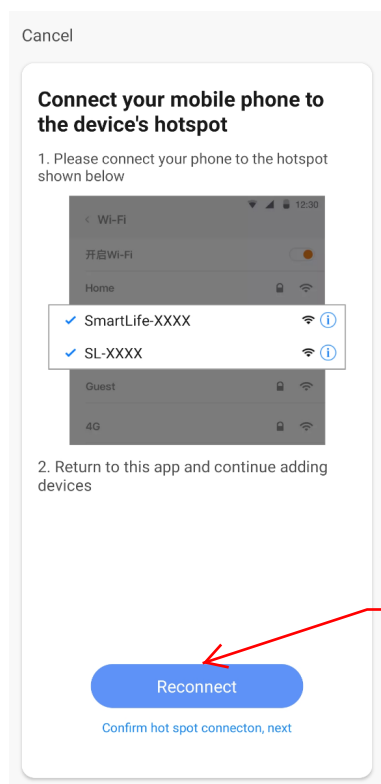 Cancel
Connect your mobile phone to
the device's hotspot
1. Please connect your phone to the hotspot
shown below
12:30
Wi-Fi
开启Wi-Fi
Home
SmartLife-XXXX
SL-XXXX
Guest
4G
2. Return to this app and continue adding
devices
Reconnect
Confirm hot spot connecton, next